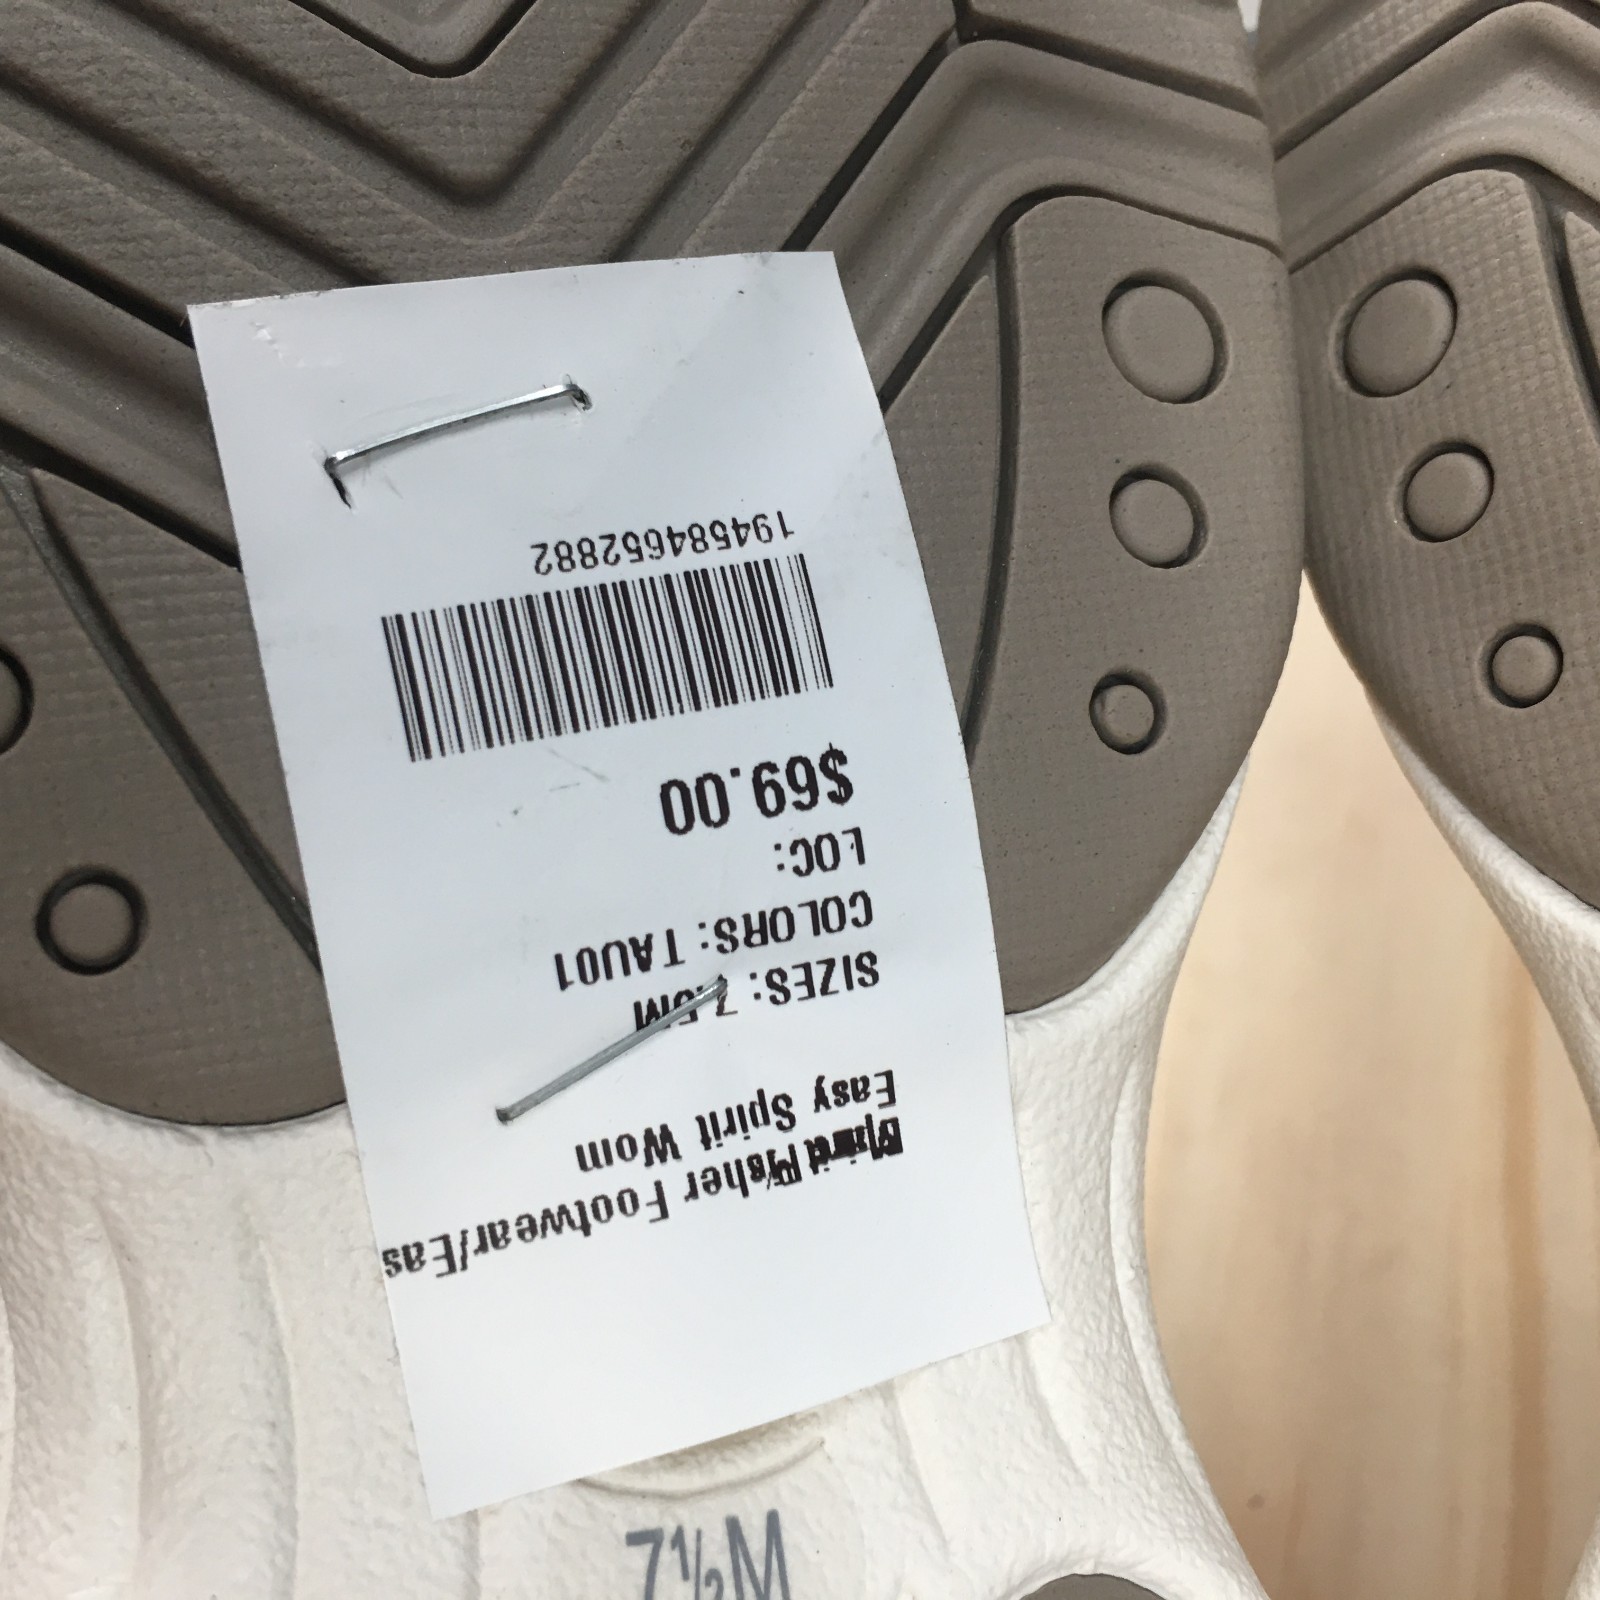 Fisher Footwear/Eas
Easy Spirit Wom
SIZES: 7.5M
COLORS: TAU01
LOC:
$69.00
194584652882
7½M